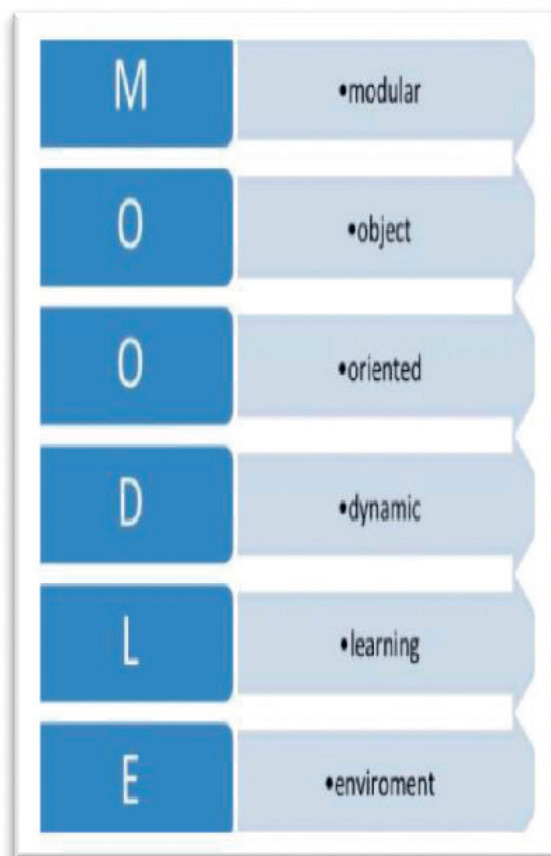 M
•modular
O
•object
O
•oriented
D
•dynamic
L
•learning
E
•enviroment